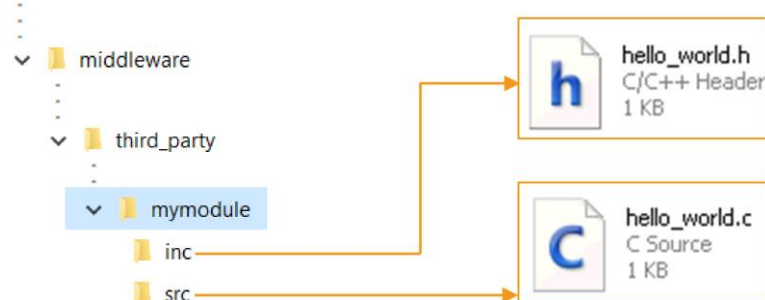 middleware
third_party
mymodule
inc
src
h
hello_world.h
C/C++ Header
1 KB
C
hello_world.c
C Source
1 KB